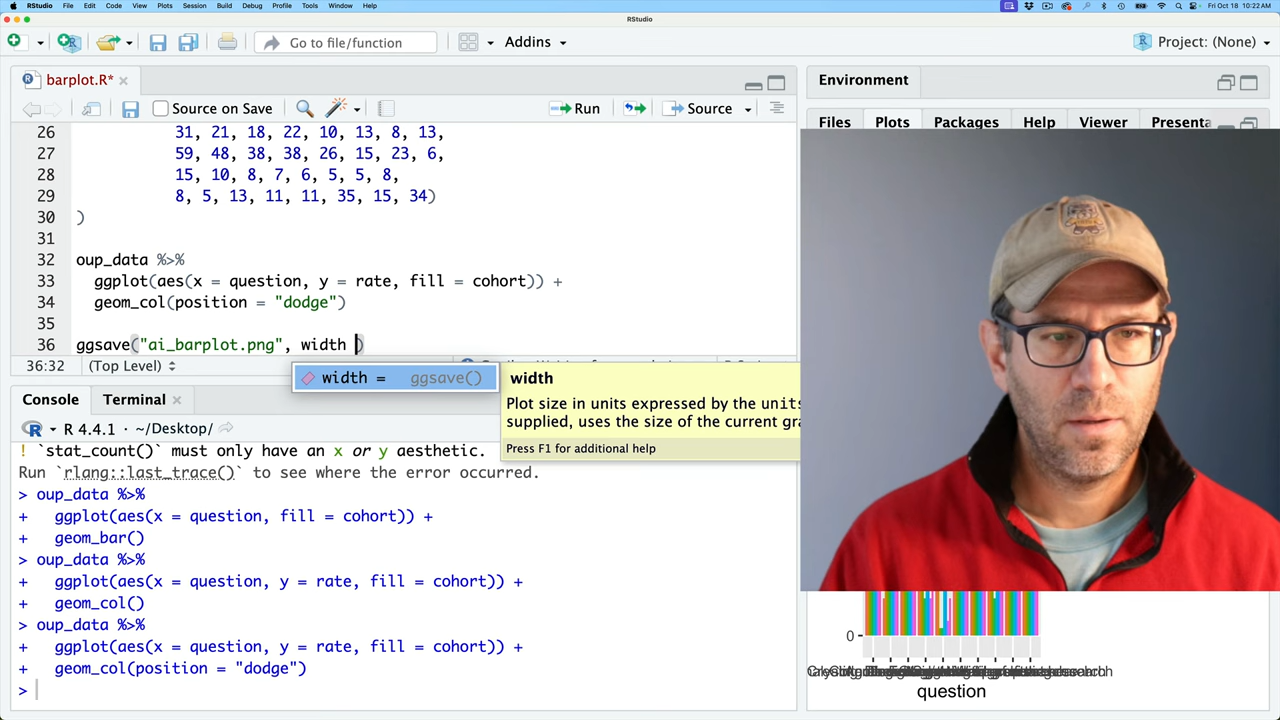 RStudio File Edit Code View Plots Session Build Debug Profile Tools Window Help Fri Oct 18 10:22 AM
RStudio
Go to file/function Addins Project: (None)
barplot.R*
Environment
Source on Save Run Source
Files Plots Packages Help Viewer Presenta
26 31, 21, 18, 22, 10, 13, 8, 13,
27 59, 48, 38, 38, 26, 15, 23, 6,
28 15, 10, 8, 7, 6, 5, 5, 8,
29 8, 5, 13, 11, 11, 35, 15, 34)
30 )
31
32 oup_data %>%
33 ggplot(aes(x = question, y = rate, fill = cohort)) +
34 geom_col(position = "dodge")
35
36 ggsave("ai_barplot.png", width )
36:32 (Top Level)
width = ggsave()
width
Plot size in units expressed by the units
supplied, uses the size of the current gra
Press F1 for additional help
Console Terminal
R R 4.4.1 · ~/Desktop/
! `stat_count()` must only have an x or y aesthetic.
Run `rlang::last_trace()` to see where the error occurred.
> oup_data %>%
+ ggplot(aes(x = question, fill = cohort)) +
+ geom_bar()
> oup_data %>%
+ ggplot(aes(x = question, y = rate, fill = cohort)) +
+ geom_col()
> oup_data %>%
+ ggplot(aes(x = question, y = rate, fill = cohort)) +
+ geom_col(position = "dodge")
>
0
question